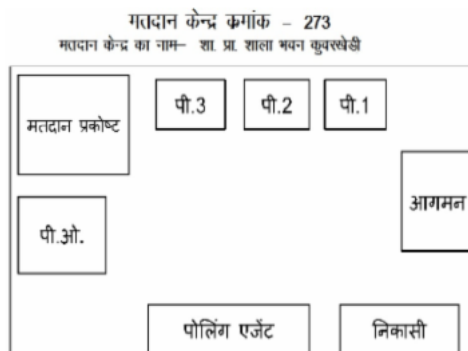 मतदान केन्द्र क्रमांक - 273
मतदान केन्द्र का नाम- शा. प्रा. शाला भवन कुवरखेडी
मतदान प्रकोष्ट
पी.3
पी.2
पी.1
आगमन
पी.ओ.
पोलिंग एजेंट
निकासी